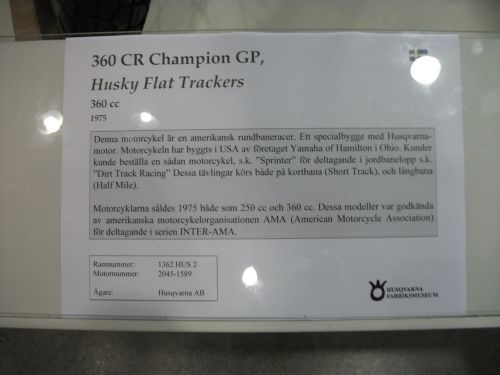 360 CR Champion GP,
Husky Flat Trackers
360 cc
1975
Denna motorcykel är en amerikansk rundbaneracer. Ett specialbygge med Husqvarna-
motor. Motorcykeln har byggts i USA av företaget Yamaha of Hamilton i Ohio. Kunder
kunde beställa en sådan motorcykel, s.k. "Sprinter" för deltagande i jordbanelopp s.k.
"Dirt Track Racing" Dessa tävlingar körs både på kortbana (Short Track), och långbana
(Half Mile).
Motorcyklarna såldes 1975 både som 250 cc och 360 cc. Dessa modeller var godkända
av amerikanska motorcykelorganisationen AMA (American Motorcycle Association)
för deltagande i serien INTER-AMA.
Ramnummer: 1362 HUS 2
Motornummer: 2045-1589
Ägare: Husqvarna AB
HUSQVARNA
FABRIKSMUSEUM